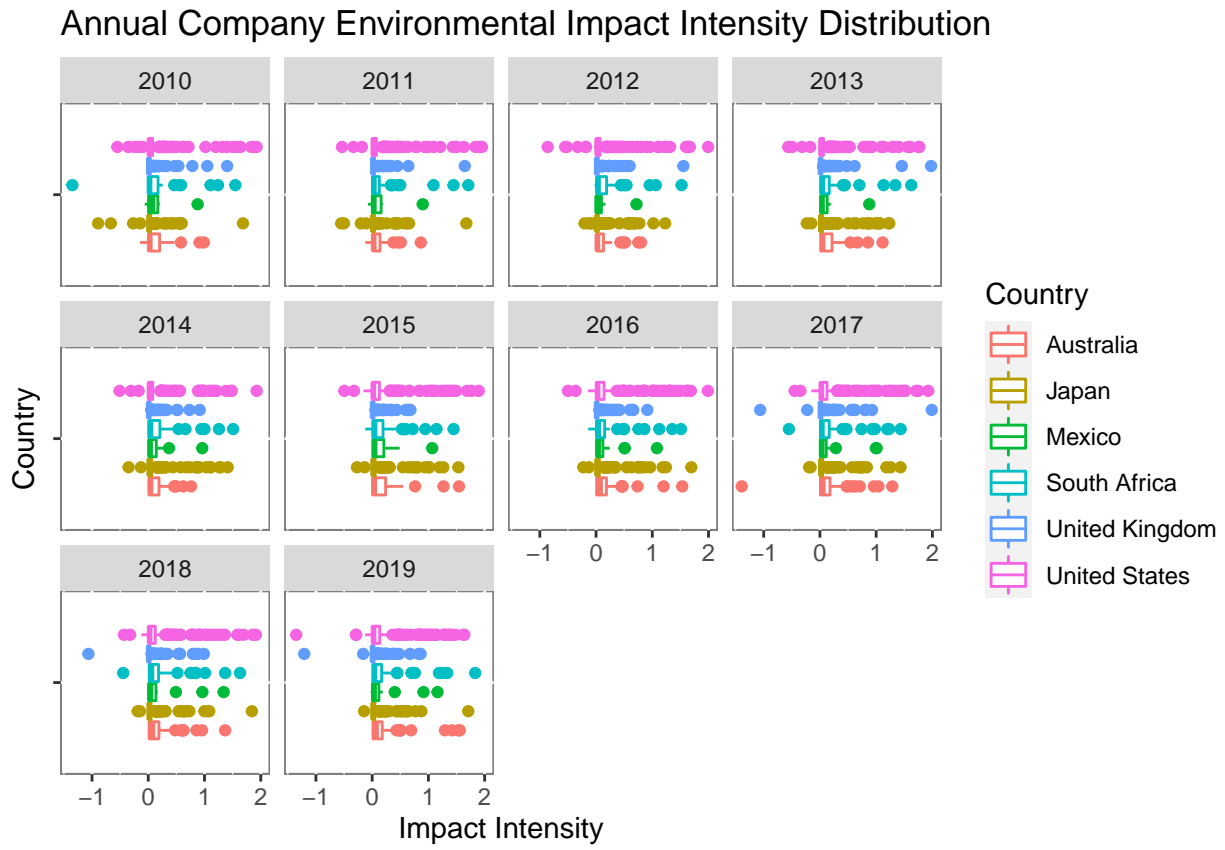 Annual Company Environmental Impact Intensity Distribution
2010 2011 2012 2013
2014 2015 2016 2017
−1 0 1 2 −1 0 1 2
2018 2019
−1 0 1 2 −1 0 1 2
Impact Intensity
Country
Country
Australia
Japan
Mexico
South Africa
United Kingdom
United States